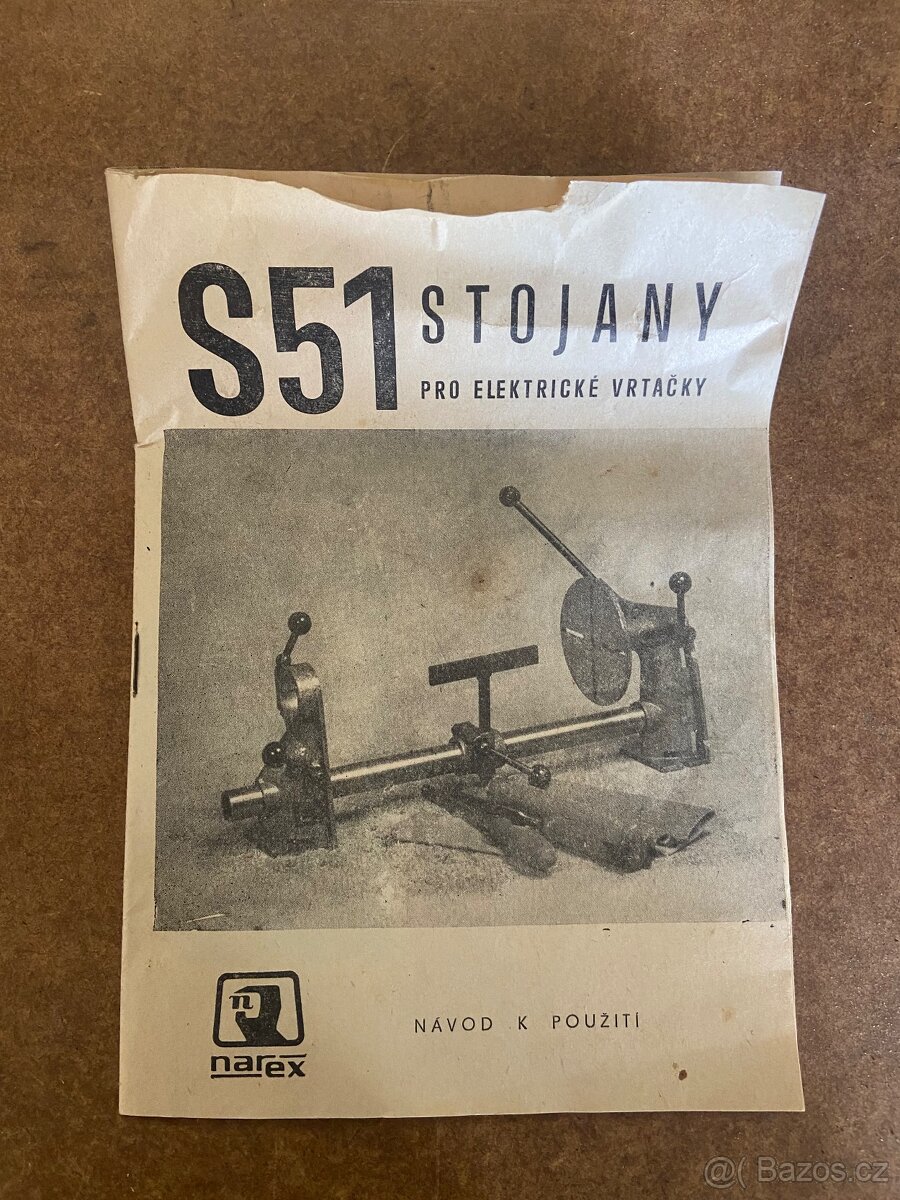 S51 STOJANY
PRO ELEKTRICKÉ VRTAČKY
n
narex
NÁVOD K POUŽITÍ
@( Bazos.cz